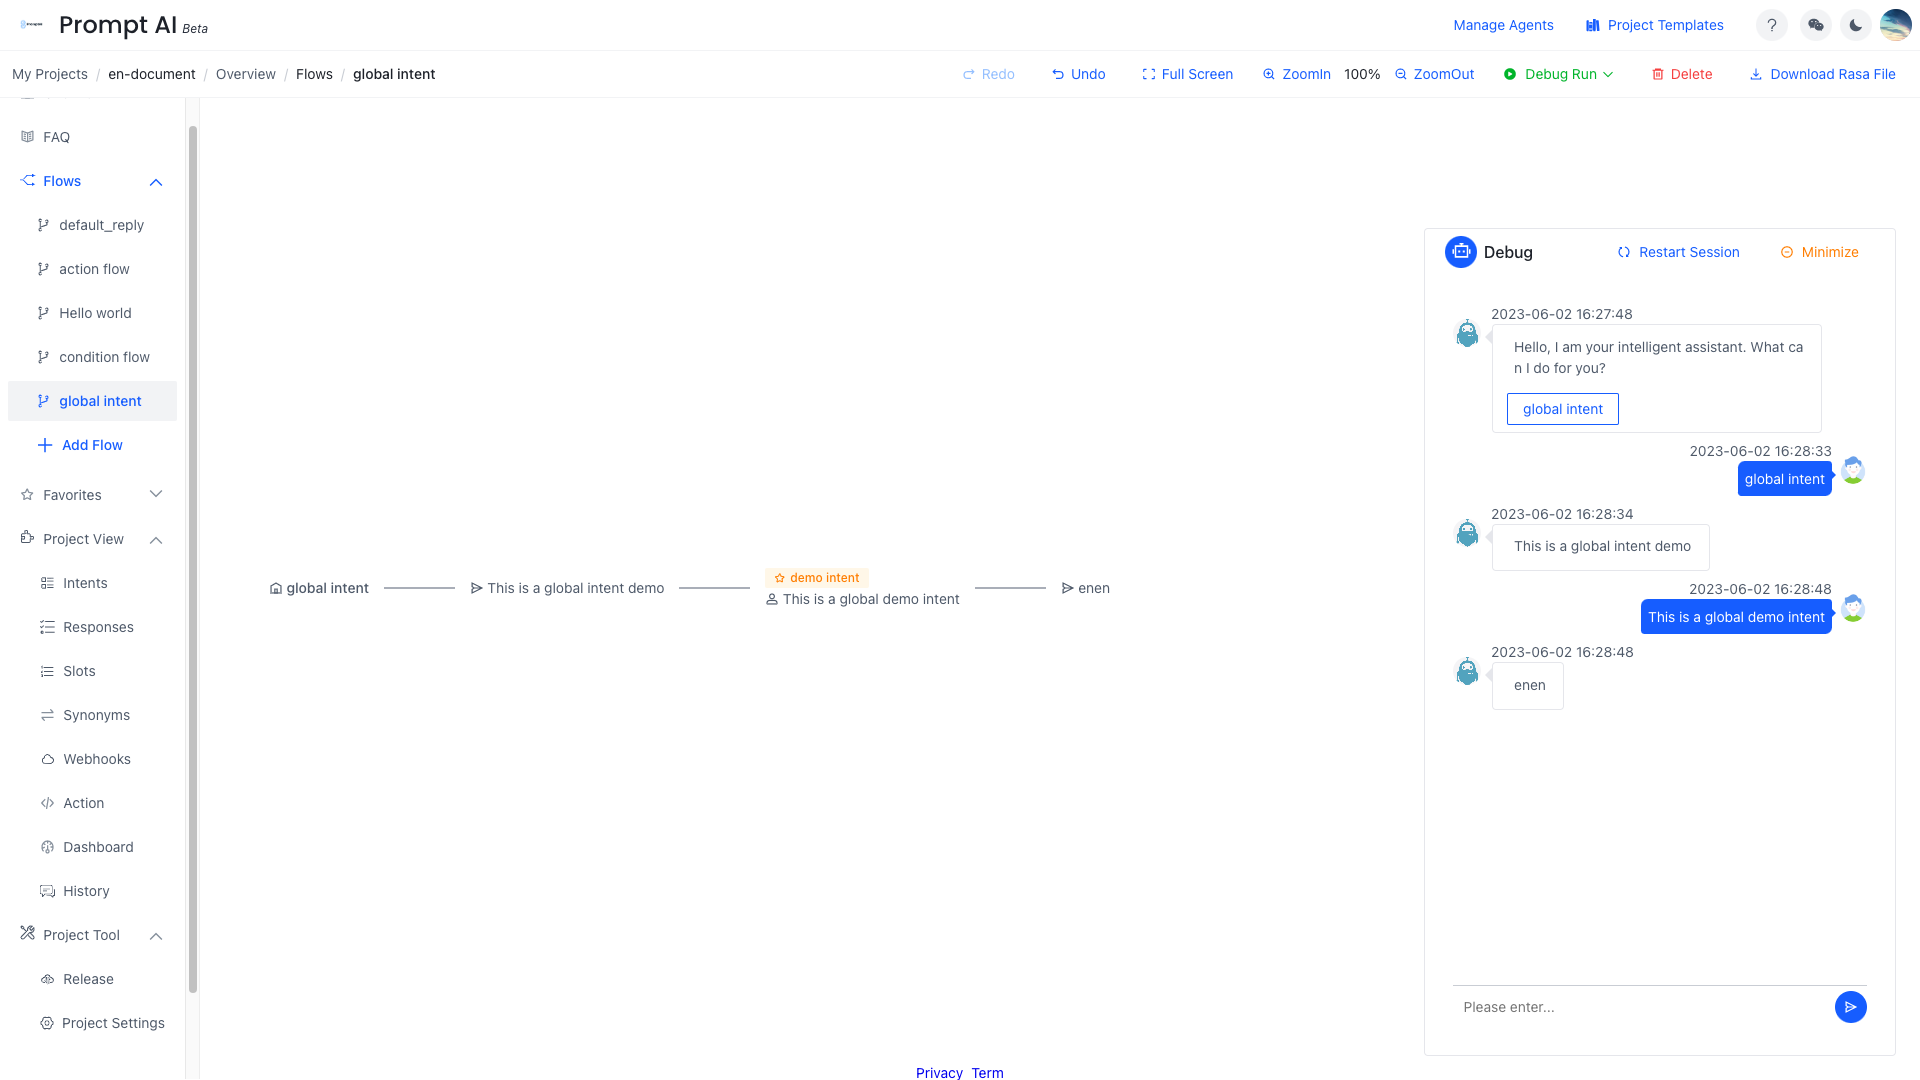 Prompt AI Beta
Manage Agents
Project Templates
My Projects / en-document / Overview / Flows / global intent
Redo
Undo
Full Screen
ZoomIn
100%
ZoomOut
Debug Run
Delete
Download Rasa File
FAQ
Flows
default_reply
action flow
Hello world
condition flow
global intent
Add Flow
Favorites
Project View
Intents
Responses
Slots
Synonyms
Webhooks
Action
Dashboard
History
Project Tool
Release
Project Settings
global intent
This is a global intent demo
demo intent
This is a global demo intent
enen
Debug
Restart Session
Minimize
2023-06-02 16:27:48
Hello, I am your intelligent assistant. What ca
n I do for you?
global intent
2023-06-02 16:28:33
global intent
2023-06-02 16:28:34
This is a global intent demo
2023-06-02 16:28:48
This is a global demo intent
2023-06-02 16:28:48
enen
Please enter...
Privacy Term